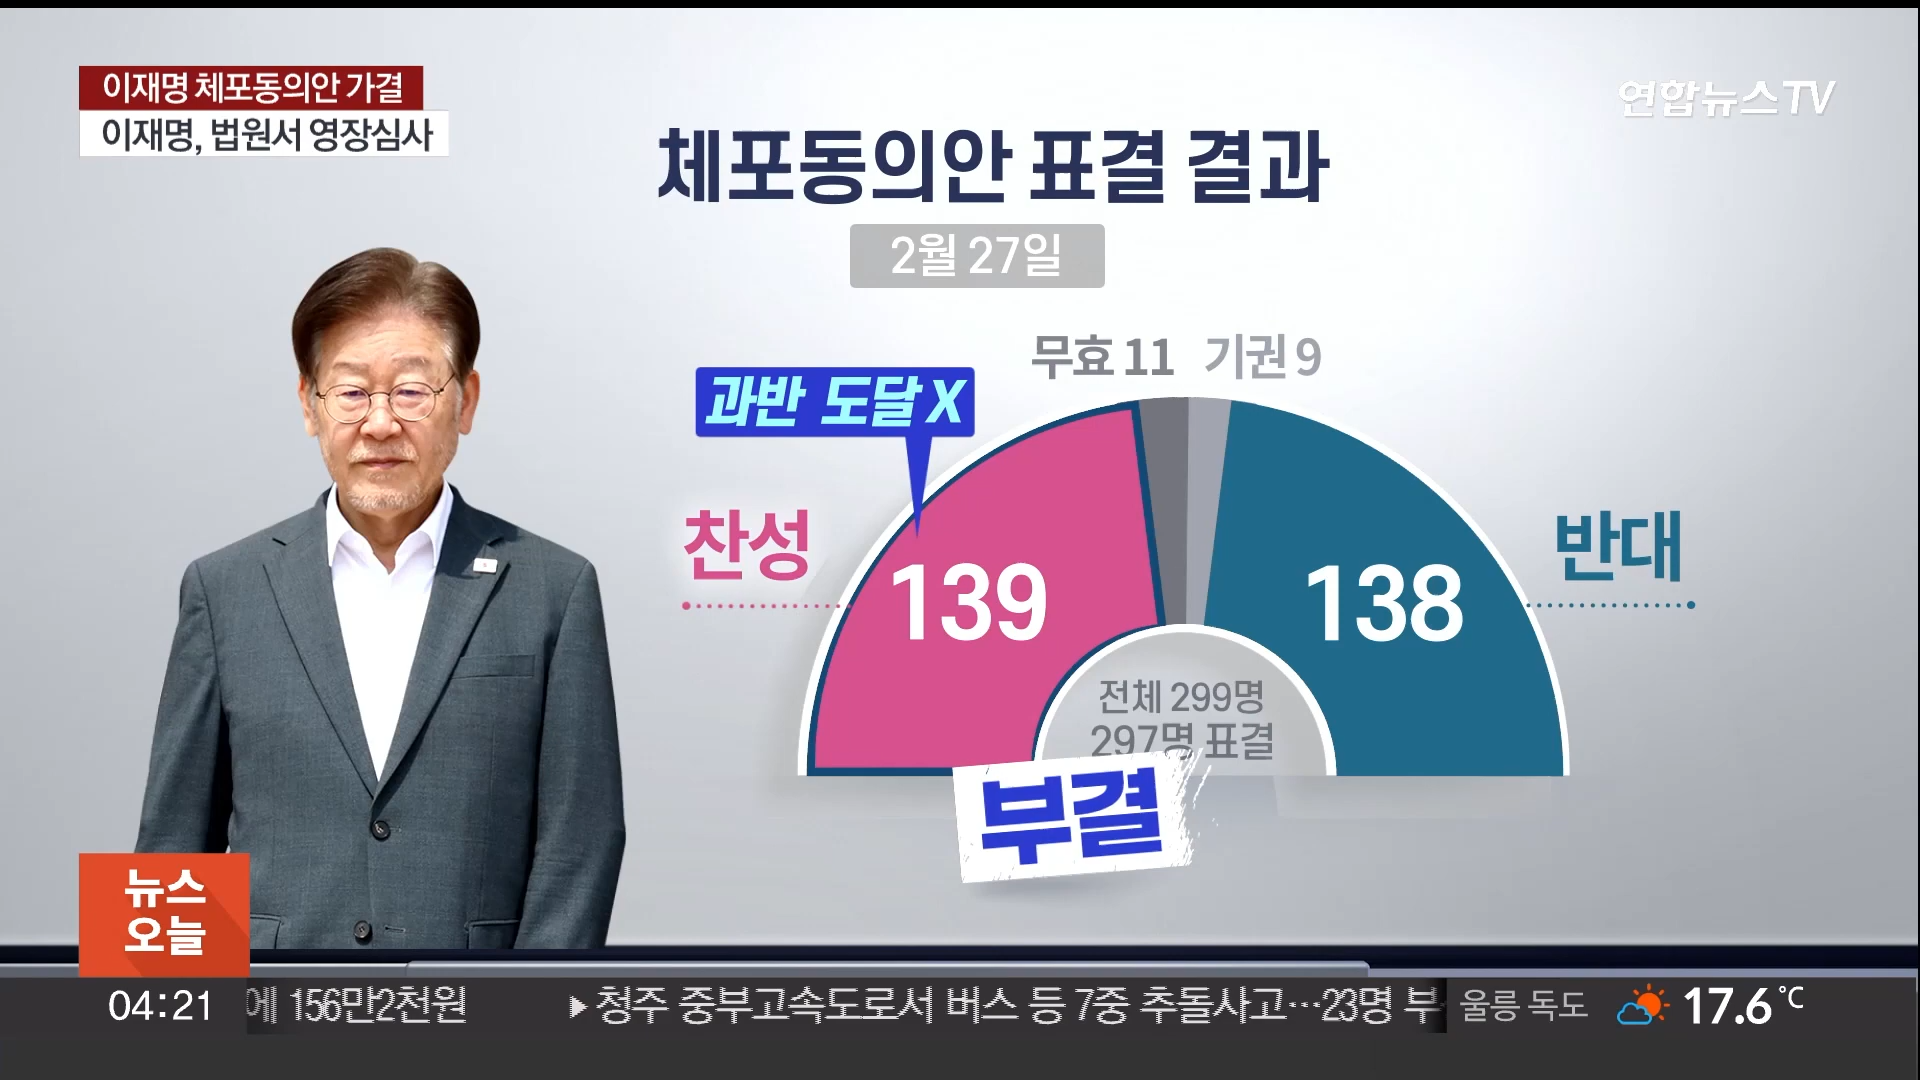 이재명 체포동의안 가결
이재명, 법원서 영장심사
연합뉴스TV
체포동의안 표결 결과
2월 27일
무효 11 기권 9
과반 도달 X
찬성
139
138
반대
전체 299명
297명 표결
부결
뉴스
오늘
04:21
에 156만2천원 ▶청주 중부고속도로서 버스 등 7중 추돌사고…23명 부
울릉 독도
17.6℃